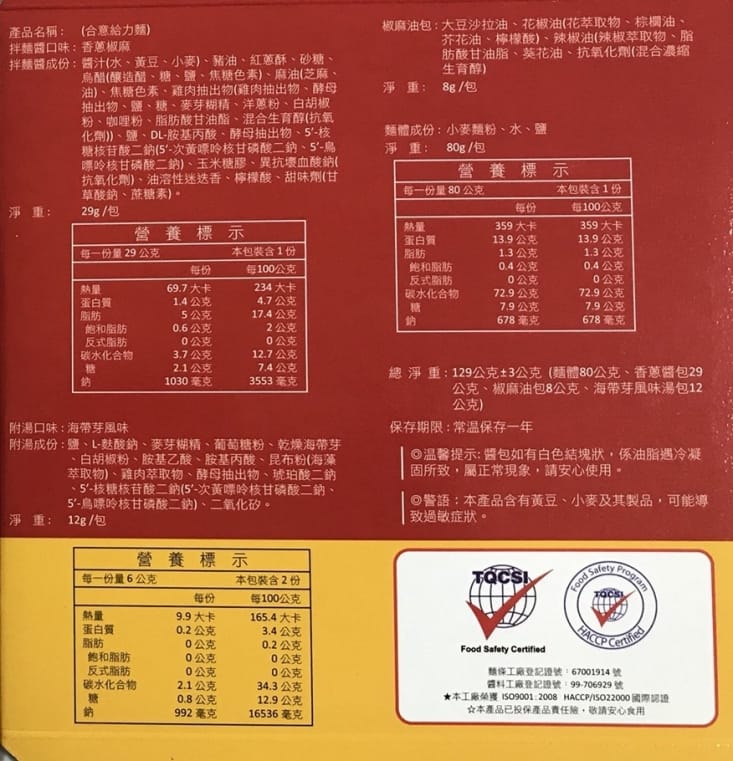 產品名稱： (合意給力麵)
拌麵醬口味：香蔥椒麻
拌麵醬成份：醬汁(水、黃豆、小麥)、豬油、紅蔥酥、砂糖、
烏醋(釀造醋、糖、鹽、焦糖色素)、麻油(芝麻、
油)、焦糖色素、雞肉抽出物(雞肉抽出物、酵母
抽出物、鹽、糖、麥芽糊精、洋蔥粉、白胡椒
粉、咖哩粉、脂肪酸甘油酯、混合生育醇(抗氧
化劑))、鹽、DL-胺基丙酸、酵母抽出物、5'-核
糖核苷酸二鈉(5'-次黃嘌呤核甘磷酸二鈉、5'-鳥
嘌呤核甘磷酸二鈉)、玉米糖膠、異抗壞血酸鈉(
抗氧化劑)、油溶性迷迭香、檸檬酸、甜味劑(甘
草酸鈉、蔗糖素)。
淨 重： 29g /包
營 養 標 示
每一份量 29 公克 本包裝含 1 份
每份 每100公克
熱量 69.7 大卡 234 大卡
蛋白質 1.4 公克 4.7 公克
脂肪 5 公克 17.4 公克
飽和脂肪 0.6 公克 2 公克
反式脂肪 0 公克 0 公克
碳水化合物 3.7 公克 12.7 公克
糖 2.1 公克 7.4 公克
鈉 1030 毫克 3553 毫克
附湯口味：海帶芽風味
附湯成份：鹽、L-麩酸鈉、麥芽糊精、葡萄糖粉、乾燥海帶芽
、白胡椒粉、胺基乙酸、胺基丙酸、昆布粉(海藻
萃取物)、雞肉萃取物、酵母抽出物、琥珀酸二鈉
、5'-核糖核苷酸二鈉(5'-次黃嘌呤核甘磷酸二鈉、
5'-鳥嘌呤核甘磷酸二鈉)、二氧化矽。
淨 重： 12g /包
營 養 標 示
每一份量 6 公克 本包裝含 2 份
每份 每100公克
熱量 9.9 大卡 165.4 大卡
蛋白質 0.2 公克 3.4 公克
脂肪 0 公克 0.2 公克
飽和脂肪 0 公克 0 公克
反式脂肪 0 公克 0 公克
碳水化合物 2.1 公克 34.3 公克
糖 0.8 公克 12.9 公克
鈉 992 毫克 16536 毫克
椒麻油包：大豆沙拉油、花椒油(花萃取物、棕櫚油、
芥花油、檸檬酸)、辣椒油(辣椒萃取物、脂
肪酸甘油脂、葵花油、抗氧化劑(混合濃縮
生育醇)
淨 重： 8g /包
麵體成份：小麥麵粉、水、鹽
淨 重： 80g /包
營 養 標 示
每一份量 80 公克 本包裝含 1 份
每份 每100公克
熱量 359 大卡 359 大卡
蛋白質 13.9 公克 13.9 公克
脂肪 1.3 公克 1.3 公克
飽和脂肪 0.4 公克 0.4 公克
反式脂肪 0 公克 0 公克
碳水化合物 72.9 公克 72.9 公克
糖 7.9 公克 7.9 公克
鈉 678 毫克 678 毫克
總 淨 重：129公克±3公克 (麵體80公克、香蔥醬包29
公克、椒麻油包8公克、海帶芽風味湯包12
公克)
保存期限：常溫保存一年
◎溫馨提示: 醬包如有白色結塊狀，係油脂遇冷凝
固所致，屬正常現象，請安心使用。
◎警語：本產品含有黃豆、小麥及其製品，可能導
致過敏症狀。
TQCSI
Food Safety Certified
Food Safety Program
TQCSI
HACCP Certified
麵條工廠登記證號：67001914 號
醬料工廠登記證號：99-706929 號
★本工廠榮獲 ISO9001:2008 HACCP/ISO22000 國際認證
☆本產品已投保產品責任險，敬請安心食用